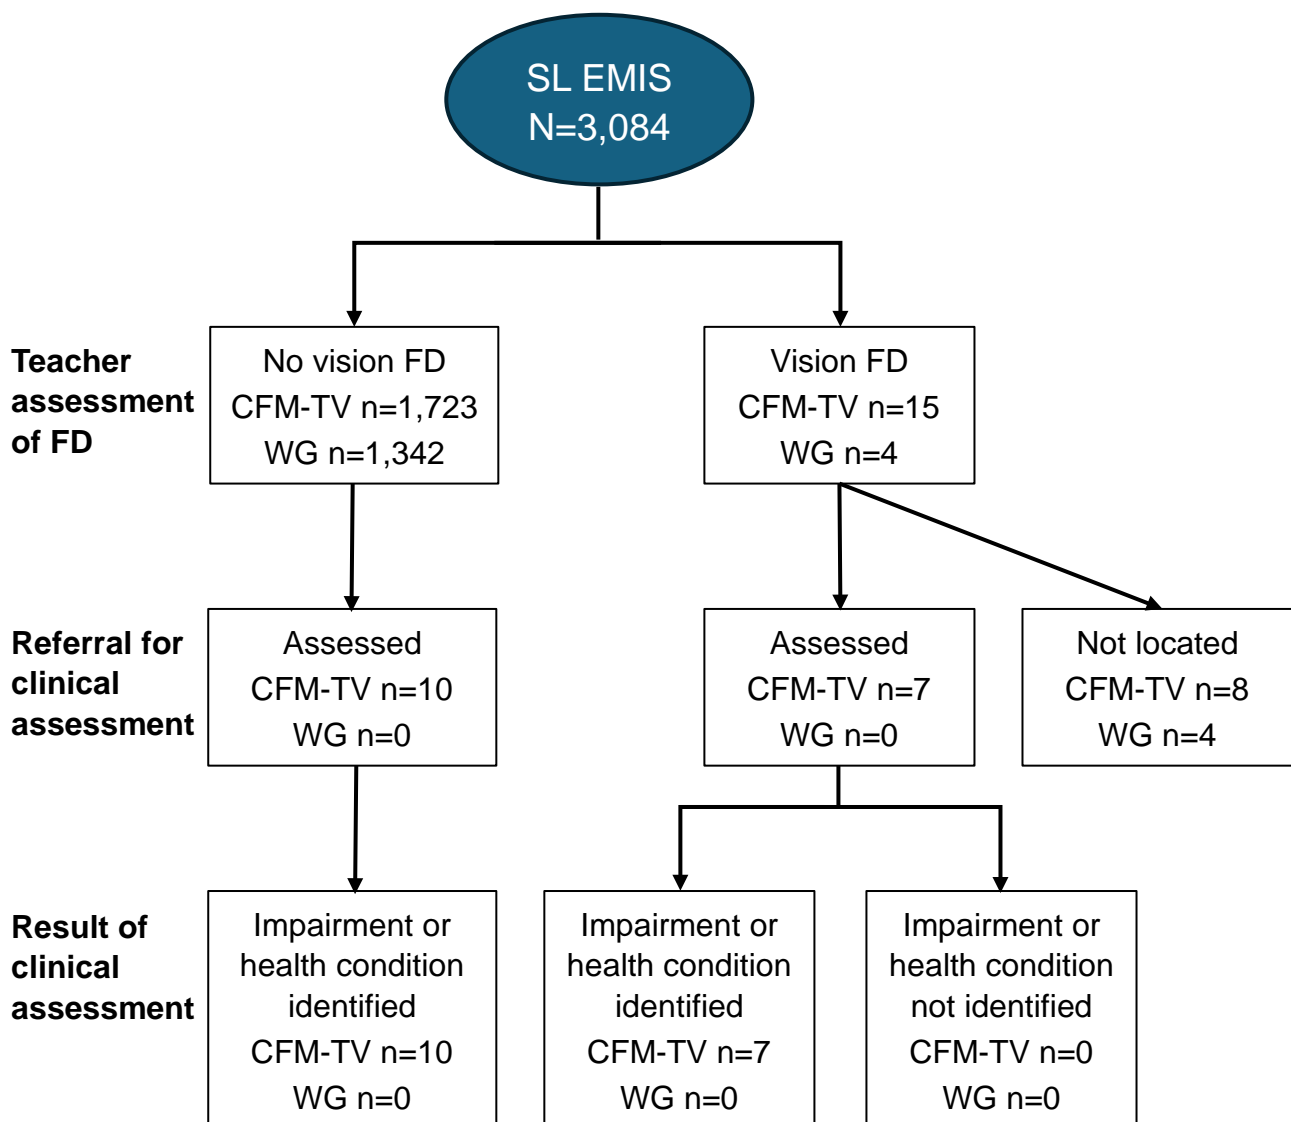 SL EMIS
N=3,084
Teacher
assessment
of FD
No vision FD
CFM-TV n=1,723
WG n=1,342
Vision FD
CFM-TV n=15
WG n=4
Referral for
clinical
assessment
Assessed
CFM-TV n=10
WG n=0
Assessed
CFM-TV n=7
WG n=0
Not located
CFM-TV n=8
WG n=4
Result of
clinical
assessment
Impairment or
health condition
identified
CFM-TV n=10
WG n=0
Impairment or
health condition
identified
CFM-TV n=7
WG n=0
Impairment or
health condition
not identified
CFM-TV n=0
WG n=0